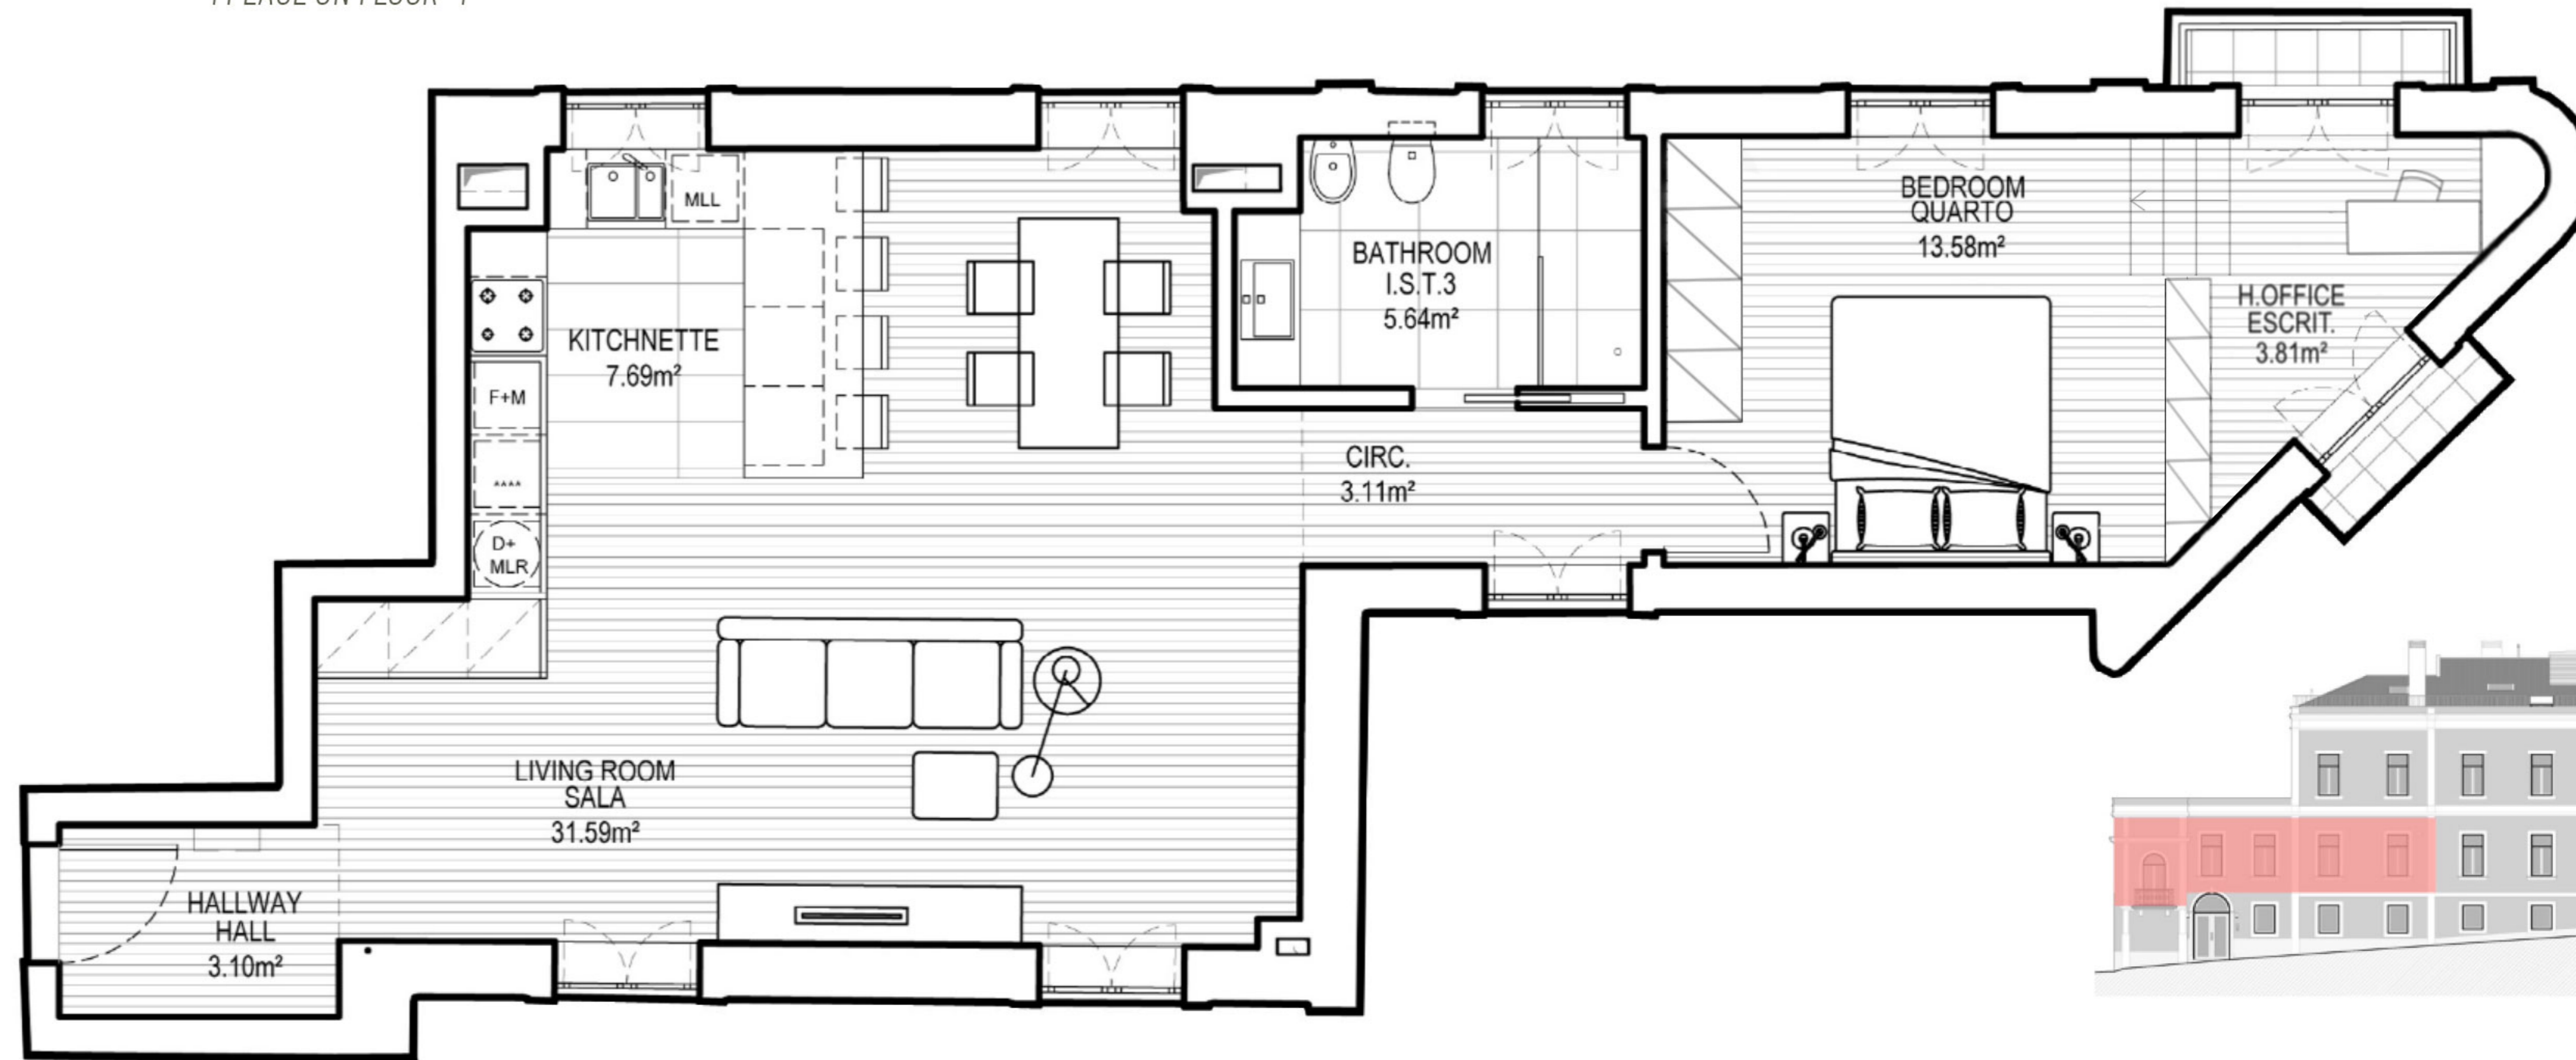 MLL
KITCHNETTE
7.69m²
F+M
D+
MLR
BATHROOM
I.S.T.3
5.64m²
BEDROOM
QUARTO
13.58m²
H.OFFICE
ESCRIT.
3.81m²
CIRC.
3.11m²
LIVING ROOM
SALA
31.59m²
HALLWAY
HALL
3.10m²